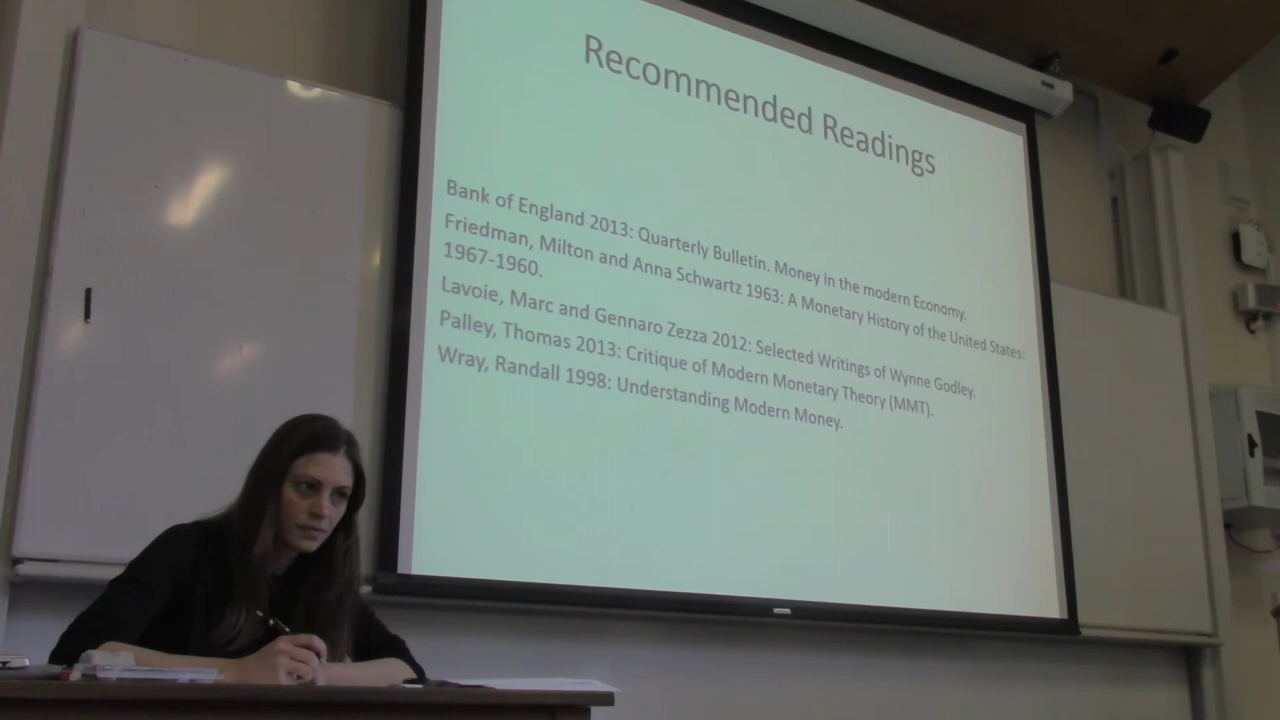 Recommended Readings
Bank of England 2013: Quarterly Bulletin. Money in the modern Economy.
Friedman, Milton and Anna Schwartz 1963: A Monetary History of the United States:
1967-1960.
Lavoie, Marc and Gennaro Zezza 2012: Selected Writings of Wynne Godley.
Palley, Thomas 2013: Critique of Modern Monetary Theory (MMT).
Wray, Randall 1998: Understanding Modern Money.